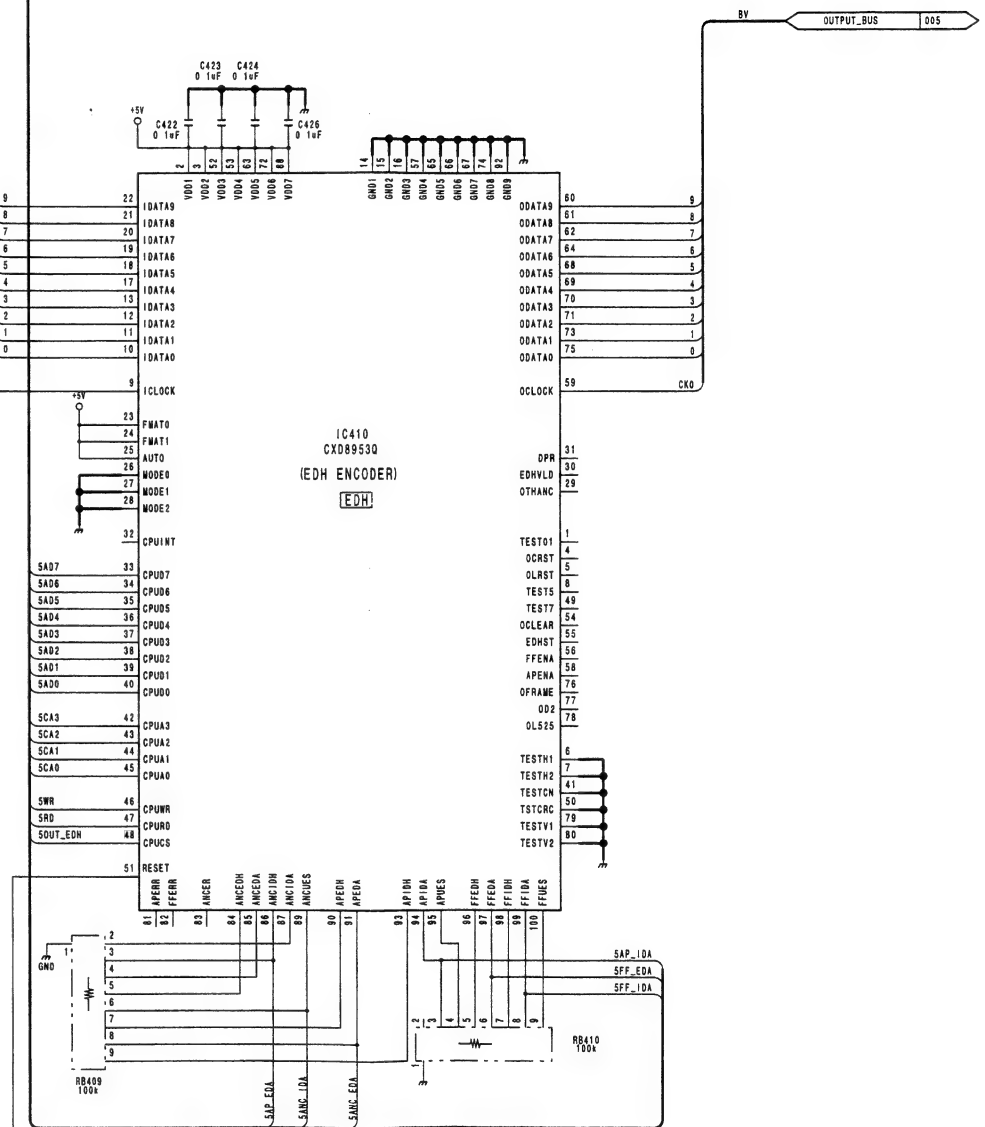 BV
OUTPUT_BUS 005
C423 C424
0 1uF 0 1uF
+5V
C422
0 1uF
C426
0 1uF
2 3 52 53 63 72 88
VDD1 VDD2 VDD3 VDD4 VDD5 VDD6 VDD7
14 15 16 57 65 66 67 74 92
GND1 GND2 GND3 GND4 GND5 GND6 GND7 GND8 GND9
9 22 IDATA9
8 21 IDATA8
7 20 IDATA7
6 19 IDATA6
5 18 IDATA5
4 17 IDATA4
3 13 IDATA3
2 12 IDATA2
1 11 IDATA1
0 10 IDATA0
9 ICLOCK
+5V
23 FMAT0
24 FMAT1
25 AUTO
26 MODE0
27 MODE1
28 MODE2
32 CPUINT
5AD7 33 CPUD7
5AD6 34 CPUD6
5AD5 35 CPUD5
5AD4 36 CPUD4
5AD3 37 CPUD3
5AD2 38 CPUD2
5AD1 39 CPUD1
5AD0 40 CPUD0
5CA3 42 CPUA3
5CA2 43 CPUA2
5CA1 44 CPUA1
5CA0 45 CPUA0
5WR 46 CPUWR
5RD 47 CPURD
5OUT_EDH 48 CPUCS
51 RESET
IC410
CXD8953Q
(EDH ENCODER)
EDH
ODATA9 60 9
ODATA8 61 8
ODATA7 62 7
ODATA6 64 6
ODATA5 68 5
ODATA4 69 4
ODATA3 70 3
ODATA2 71 2
ODATA1 73 1
ODATA0 75 0
OCLOCK 59 CKO
DPR 31
EDHVLD 30
OTHANC 29
TESTO1 1
OCRST 4
OLRST 5
TEST5 8
TEST7 49
OCLEAR 54
EDHST 55
FFENA 56
APENA 58
OFRAME 76
OD2 77
OL525 78
TESTH1 6
TESTH2 7
TESTCN 41
TSTCRC 50
TESTV1 79
TESTV2 80
APERR FFERR ANCER ANCEDH ANCEDA ANCIDH ANCIDA ANCUES APEDH APEDA APIDH APIDA APUES FFEDH FFEDA FFIDH FFIDA FFUES
81 82 83 84 85 86 87 89 90 91 93 94 95 96 97 98 99 100
GND
1
2
3
4
5
6
7
8
9
RB409
100k
5AP_IDA
5FF_EDA
5FF_IDA
2 3 4 5 6 7 8 9
1
RB410
100k
5AP_EDA 5ANC_IDA 5ANC_EDA